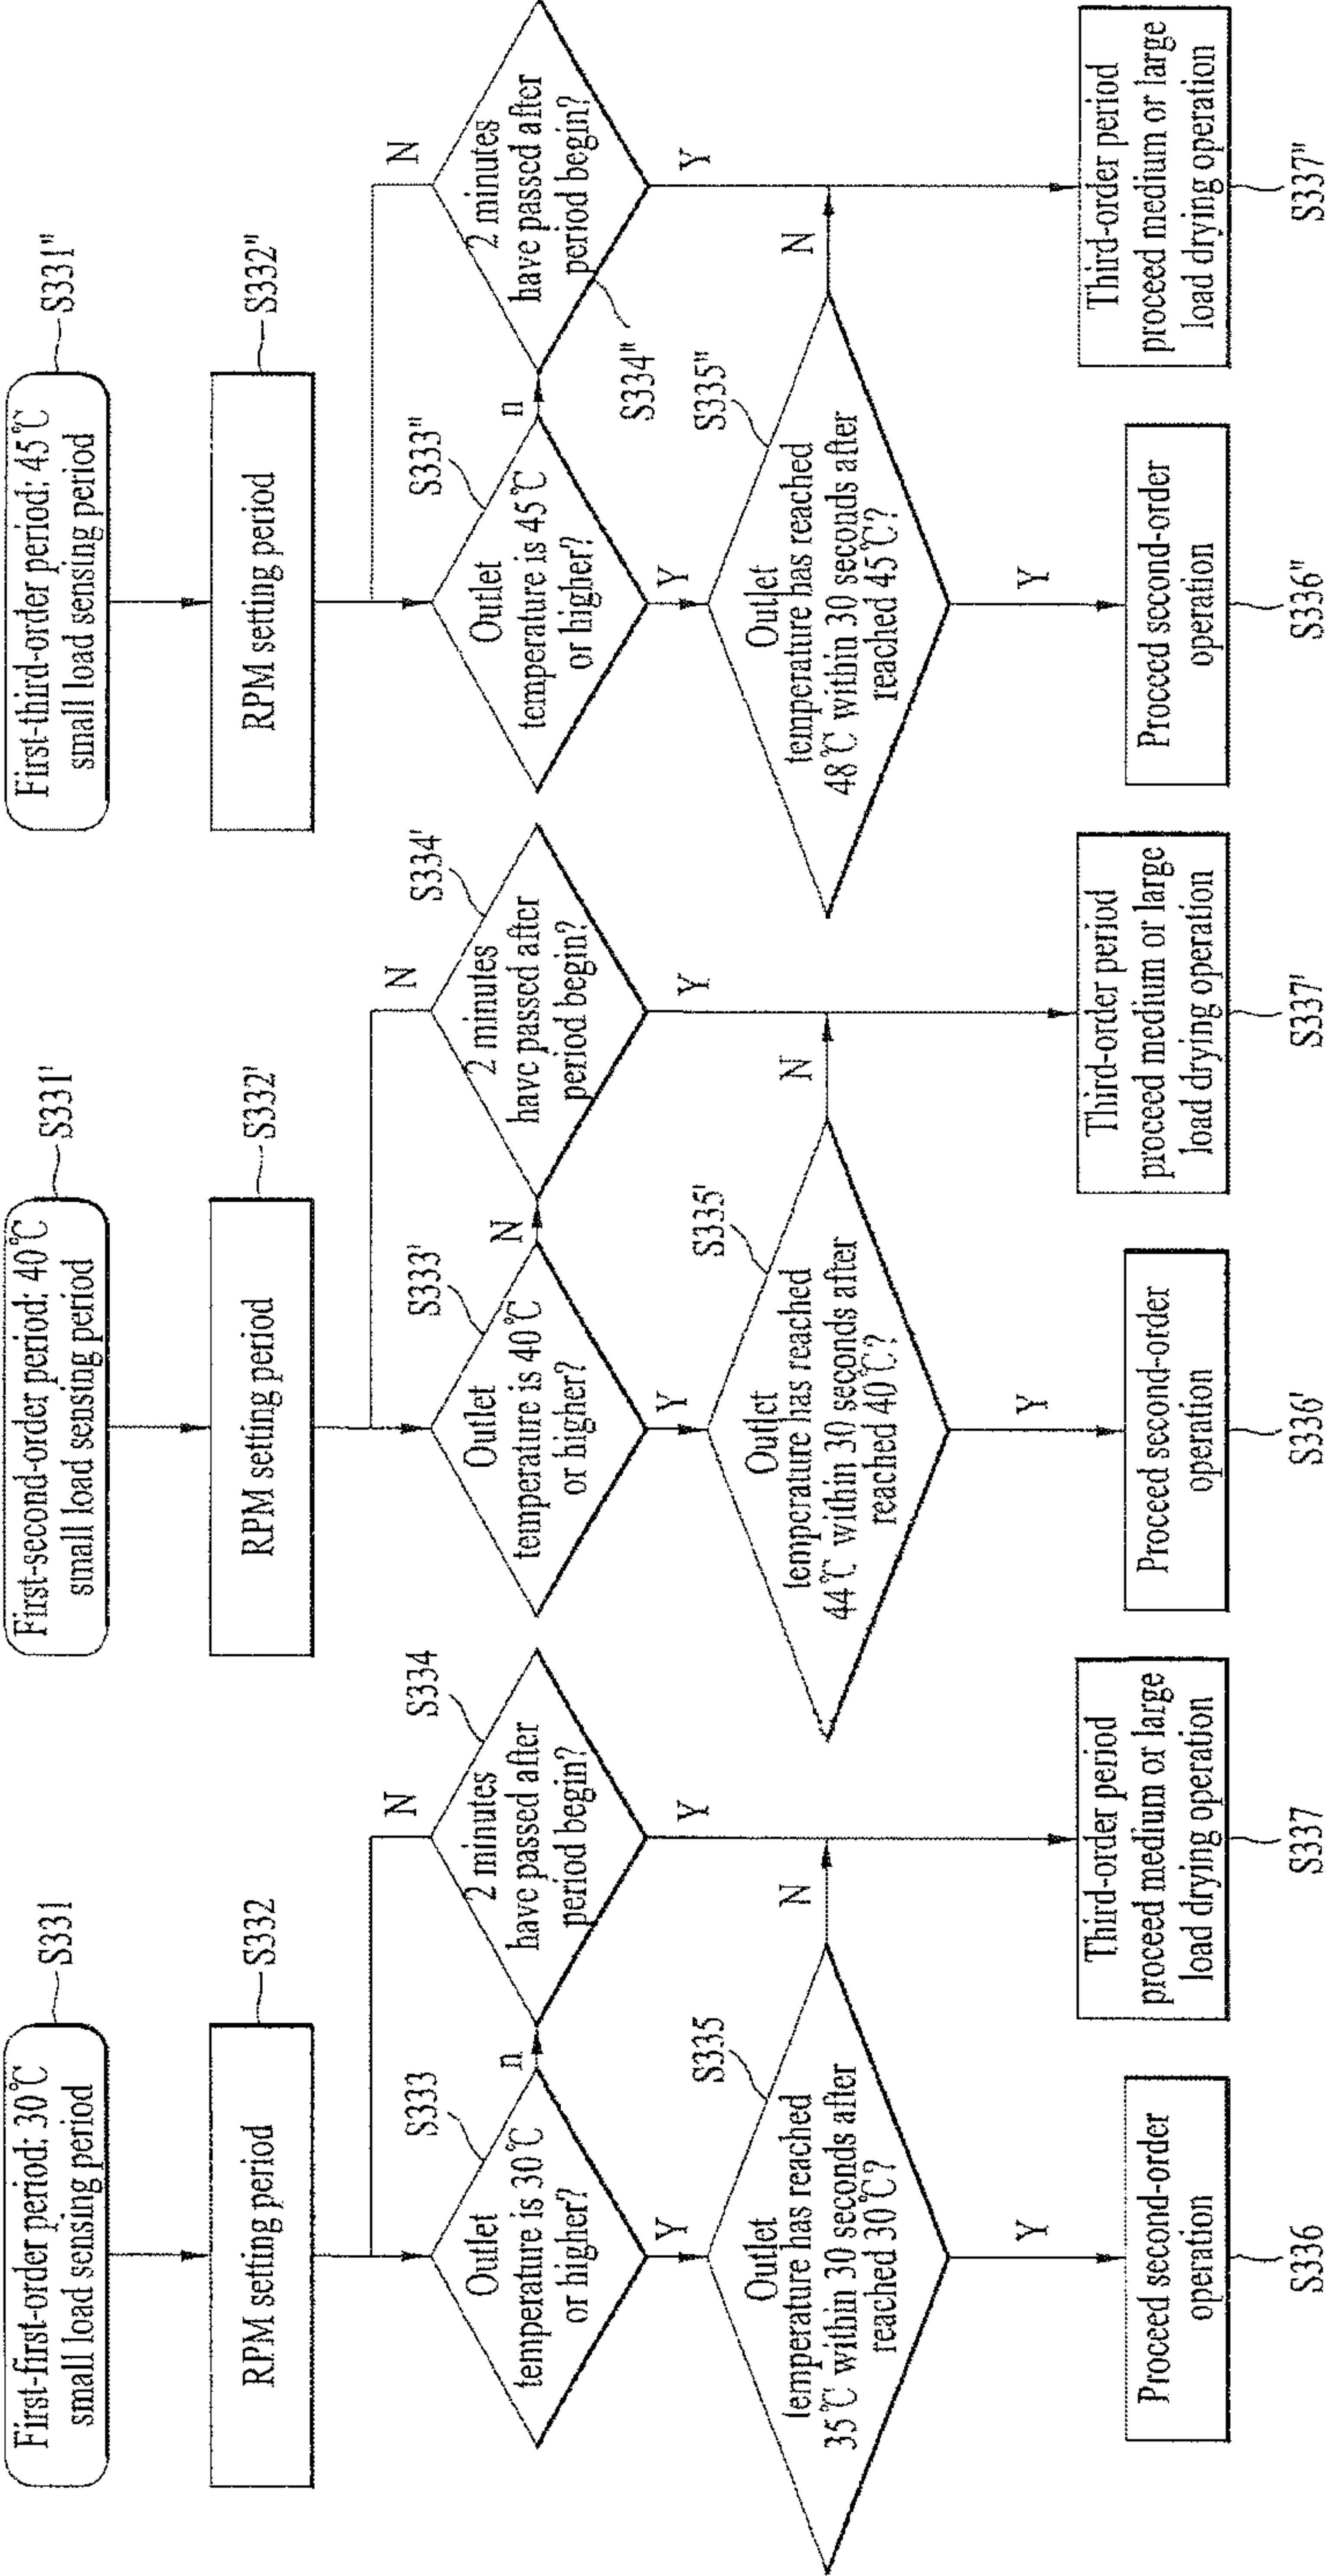 First-first-order period: 30℃
small load sensing period
S331
RPM setting period
S332
Outlet
temperature is 30℃
or higher?
S333
n
Y
2 minutes
have passed after
period begin?
S334
N
Y
Outlet
temperature has reached
35℃ within 30 seconds after
reached 30℃?
S335
N
Y
Proceed second-order
operation
S336
Third-order period
proceed medium or large
load drying operation
S337
First-second-order period: 40℃
small load sensing period
S331'
RPM setting period
S332'
Outlet
temperature is 40℃
or higher?
S333'
N
Y
2 minutes
have passed after
period begin?
S334'
N
Y
Outlet
temperature has reached
44℃ within 30 seconds after
reached 40℃?
S335'
N
Y
Proceed second-order
operation
S336'
Third-order period
proceed medium or large
load drying operation
S337'
First-third-order period: 45℃
small load sensing period
S331"
RPM setting period
S332"
Outlet
temperature is 45℃
or higher?
S333"
n
Y
2 minutes
have passed after
period begin?
S334"
N
Y
Outlet
temperature has reached
48℃ within 30 seconds after
reached 45℃?
S335"
N
Y
Proceed second-order
operation
S336"
Third-order period
proceed medium or large
load drying operation
S337"